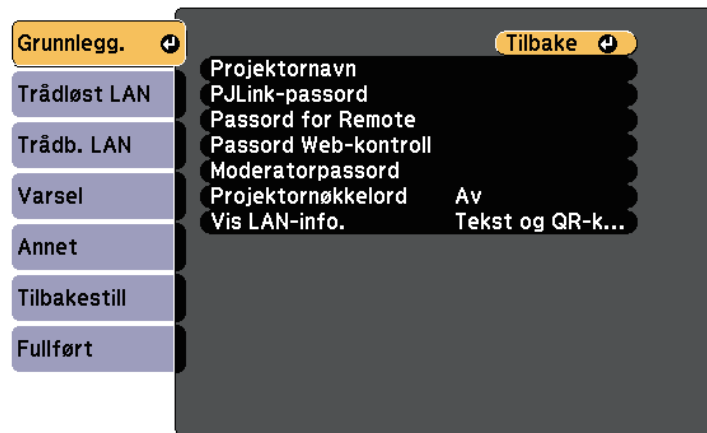 Grunnlegg.
Trådløst LAN
Trådb. LAN
Varsel
Annet
Tilbakestill
Fullført
Tilbake
Projektornavn
PJLink-passord
Passord for Remote
Passord Web-kontroll
Moderatorpassord
Projektornøkkelord Av
Vis LAN-info. Tekst og QR-k...